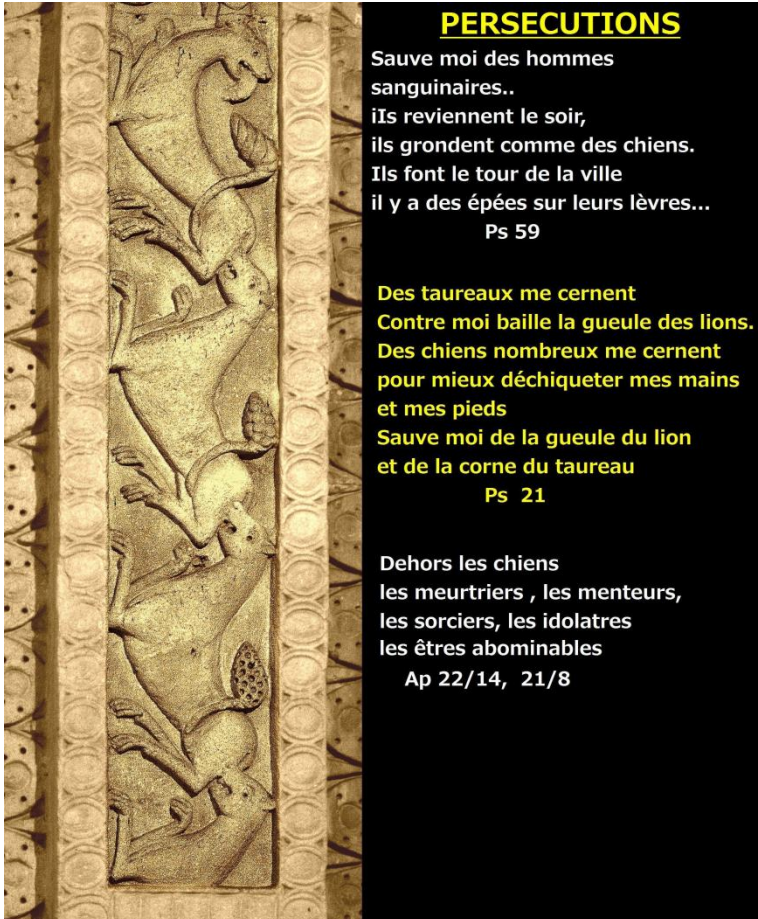 PERSECUTIONS
Sauve moi des hommes
sanguinaires..
iIs reviennent le soir,
ils grondent comme des chiens.
Ils font le tour de la ville
il y a des épées sur leurs lèvres...
Ps 59
Des taureaux me cernent
Contre moi baille la gueule des lions.
Des chiens nombreux me cernent
pour mieux déchiqueter mes mains
et mes pieds
Sauve moi de la gueule du lion
et de la corne du taureau
Ps 21
Dehors les chiens
les meurtriers , les menteurs,
les sorciers, les idolatres
les êtres abominables
Ap 22/14, 21/8